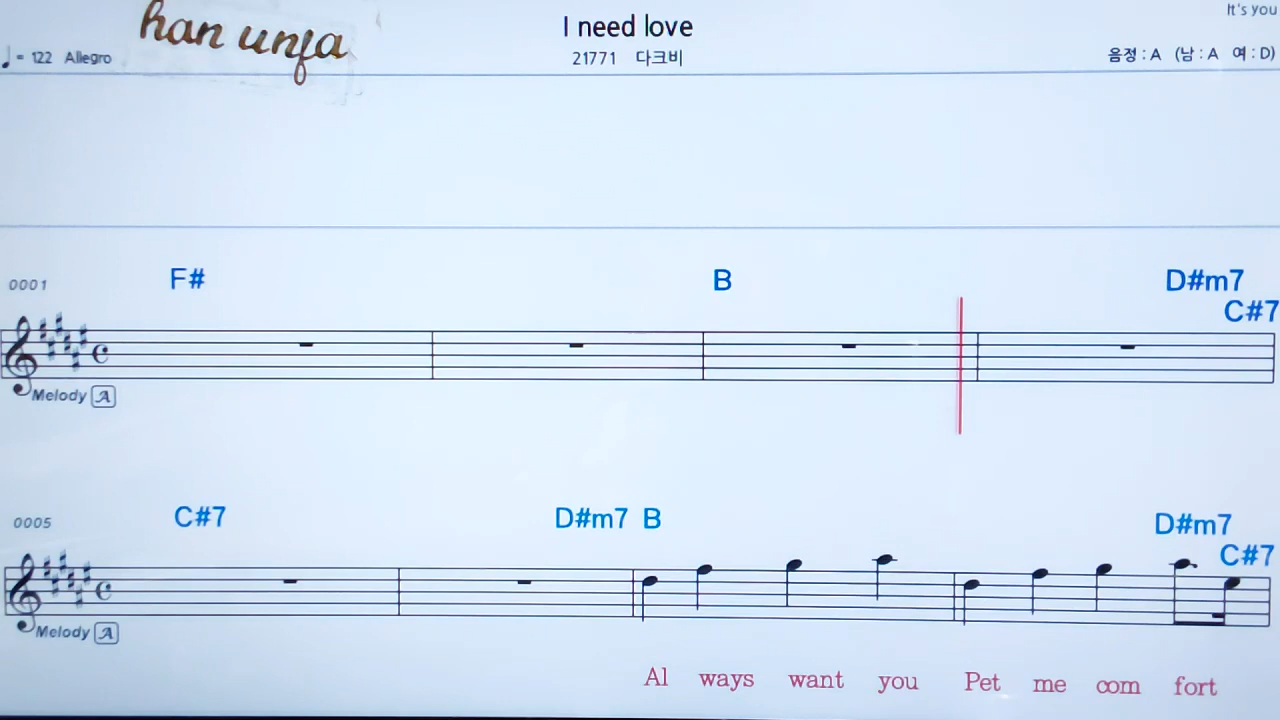 han unja
I need love
It's you
♩= 122 Allegro
21771 다크비
음정 : A (남 : A 여 : D)
0001
F# B D#m7
C#7
Melody A
0005
C#7 D#m7 B D#m7
C#7
Melody A
Al ways want you Pet me com fort